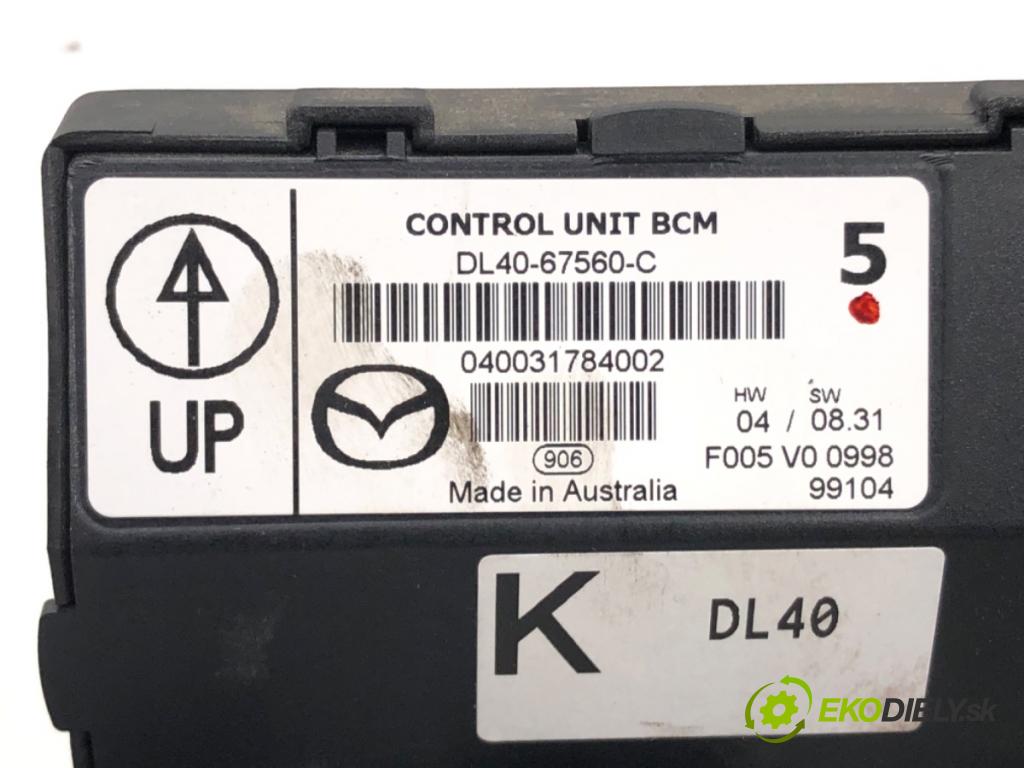 CONTROL UNIT BCM
DL40-67560-C
5
040031784002
UP
HW SW
04 / 08.31
906
F005 V0 0998
Made in Australia
99104
K DL40
EKODIELY.sk